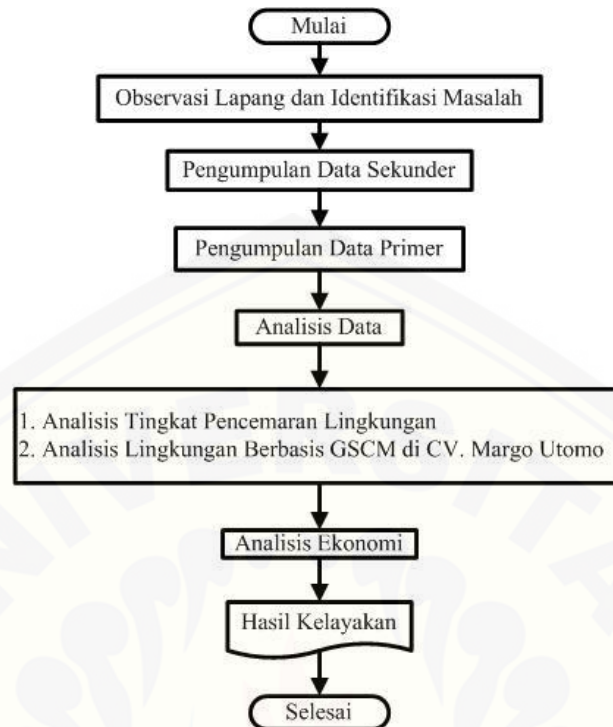 Mulai
Observasi Lapang dan Identifikasi Masalah
Pengumpulan Data Sekunder
Pengumpulan Data Primer
Analisis Data
1. Analisis Tingkat Pencemaran Lingkungan
2. Analisis Lingkungan Berbasis GSCM di CV. Margo Utomo
Analisis Ekonomi
Hasil Kelayakan
Selesai